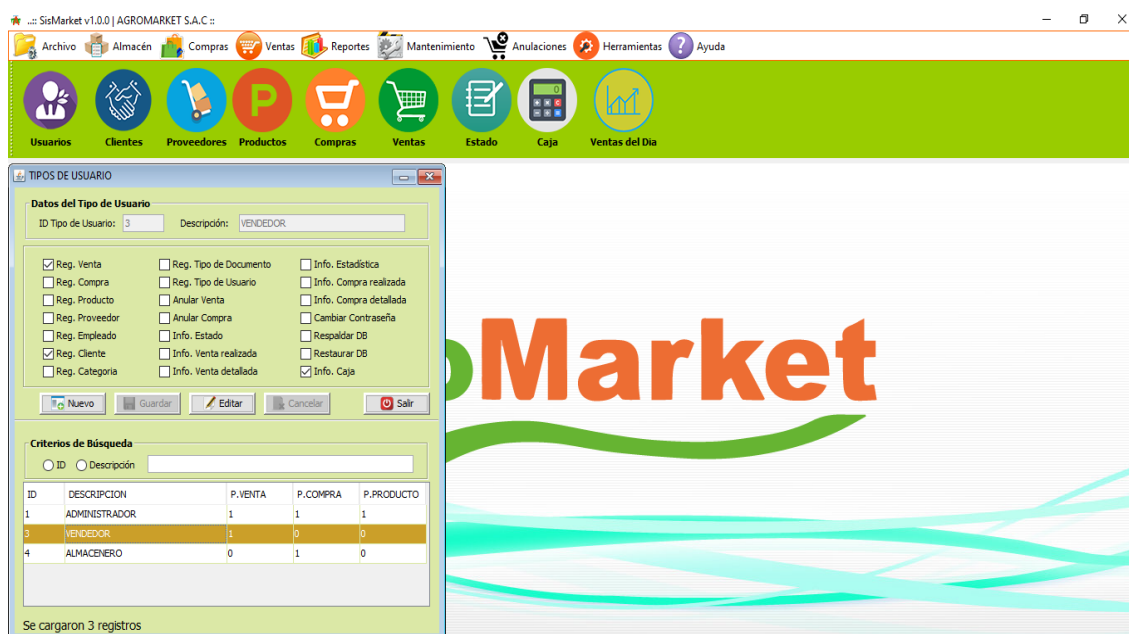 ..:: SisMarket v1.0.0 | AGROMARKET S.A.C ::
Archivo Almacén Compras Ventas Reportes Mantenimiento Anulaciones Herramientas ? Ayuda
P 0
Usuarios Clientes Proveedores Productos Compras Ventas Estado Caja Ventas del Dia
TIPOS DE USUARIO
Datos del Tipo de Usuario
ID Tipo de Usuario: 3 Descripción: VENDEDOR
Reg. Venta Reg. Tipo de Documento Info. Estadística
Reg. Compra Reg. Tipo de Usuario Info. Compra realizada
Reg. Producto Anular Venta Info. Compra detallada
Reg. Proveedor Anular Compra Cambiar Contraseña
Reg. Empleado Info. Estado Respaldar DB
Reg. Cliente Info. Venta realizada Restaurar DB
Reg. Categoria Info. Venta detallada Info. Caja
Nuevo Guardar Editar Cancelar Salir
Criterios de Búsqueda
ID Descripción
ID DESCRIPCION P.VENTA P.COMPRA P.PRODUCTO
1 ADMINISTRADOR 1 1 1
3 VENDEDOR 1 0 0
4 ALMACENERO 0 1 0
Se cargaron 3 registros
Market